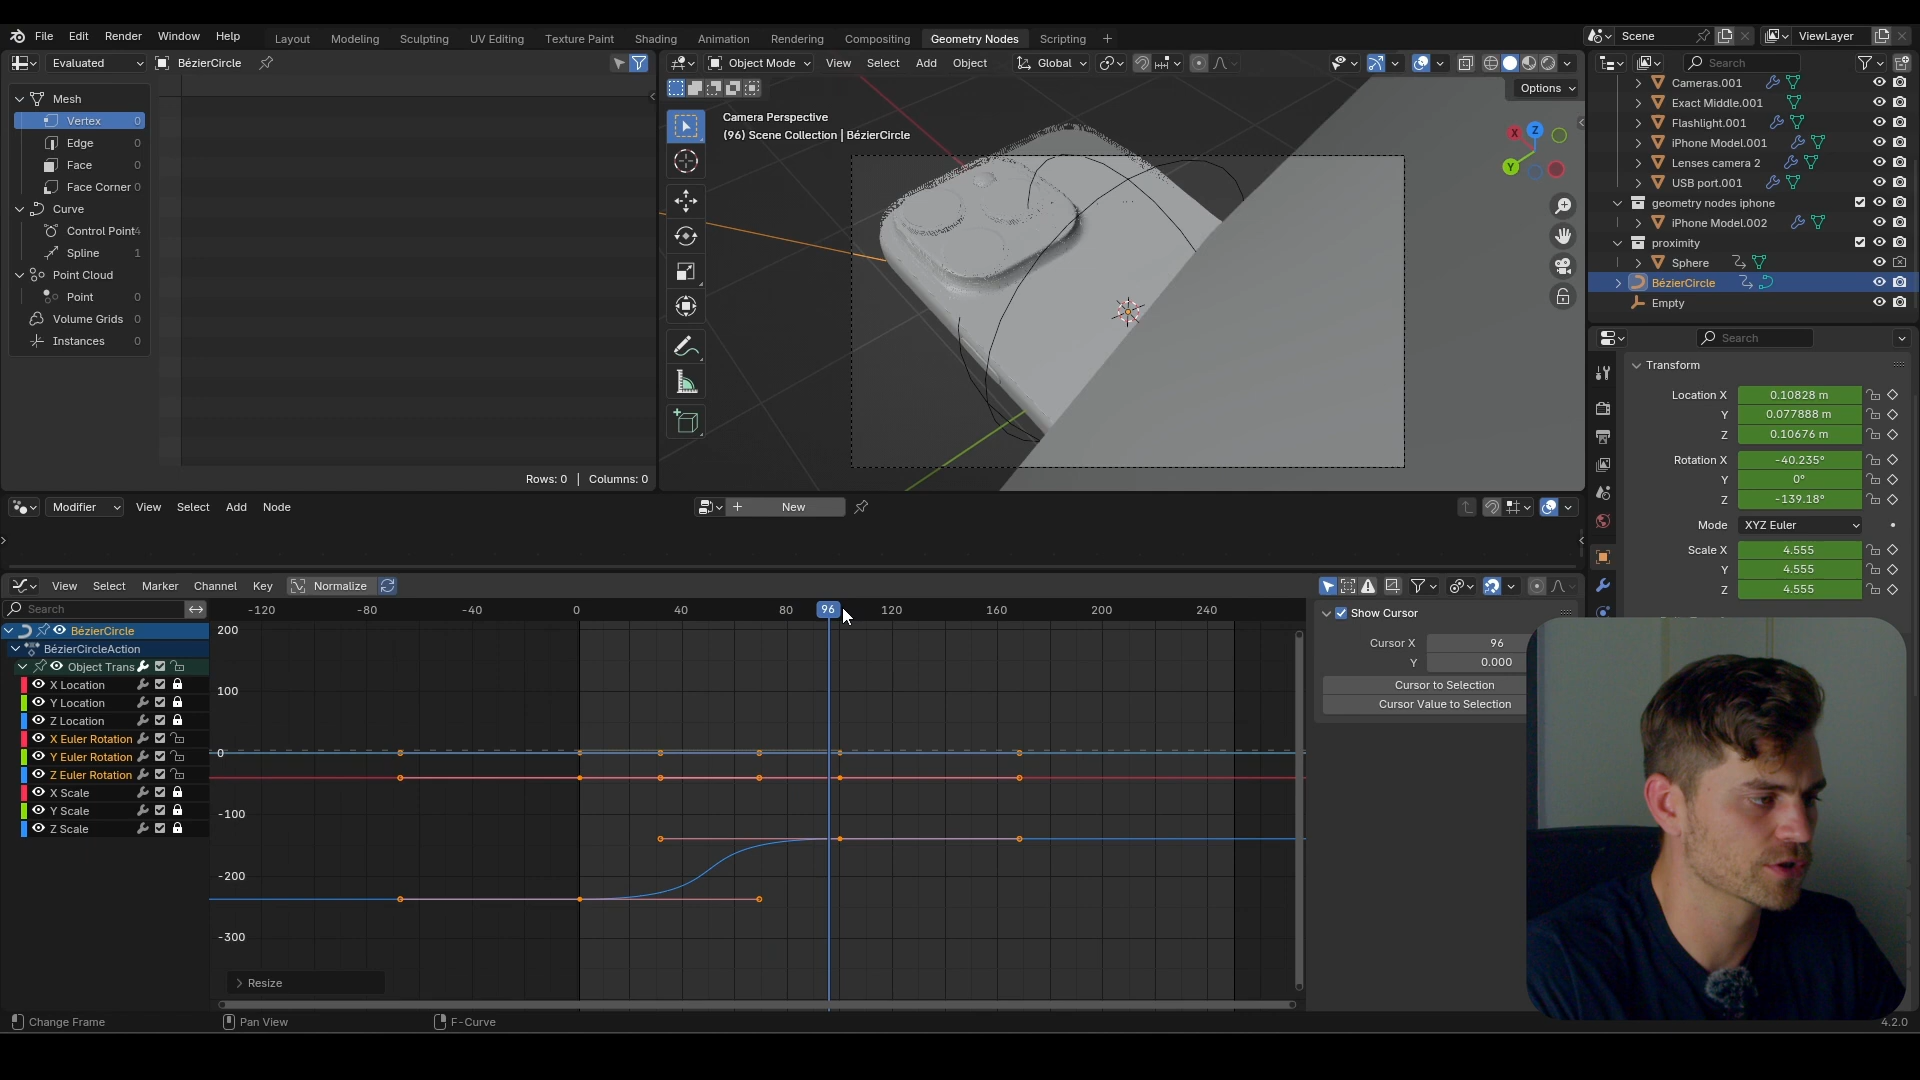 File Edit Render Window Help
Layout Modeling Sculpting UV Editing Texture Paint Shading Animation Rendering Compositing Geometry Nodes Scripting +
Scene
ViewLayer
Evaluated
BézierCircle
Object Mode View Select Add Object
Global
Search
Options
Mesh
Vertex 0
Edge 0
Face 0
Face Corner 0
Curve
Control Point 4
Spline 1
Point Cloud
Point 0
Volume Grids 0
Instances 0
Rows: 0 | Columns: 0
Camera Perspective
(96) Scene Collection | BézierCircle
X
Z
Y
Cameras.001
Exact Middle.001
Flashlight.001
iPhone Model.001
Lenses camera 2
USB port.001
geometry nodes iphone
iPhone Model.002
proximity
Sphere
BézierCircle
Empty
Search
Transform
Location X 0.10828 m
Y 0.077888 m
Z 0.10676 m
Rotation X -40.235°
Y 0°
Z -139.18°
Mode XYZ Euler
Scale X 4.555
Y 4.555
Z 4.555
Modifier View Select Add Node
+ New
View Select Marker Channel Key Normalize
Search
-120 -80 -40 0 40 80 96 120 160 200 240
BézierCircle
BézierCircleAction
Object Trans
X Location
Y Location
Z Location
X Euler Rotation
Y Euler Rotation
Z Euler Rotation
X Scale
Y Scale
Z Scale
200
100
0
-100
-200
-300
Resize
Show Cursor
Cursor X 96
Y 0.000
Cursor to Selection
Cursor Value to Selection
Change Frame
Pan View
F-Curve
4.2.0